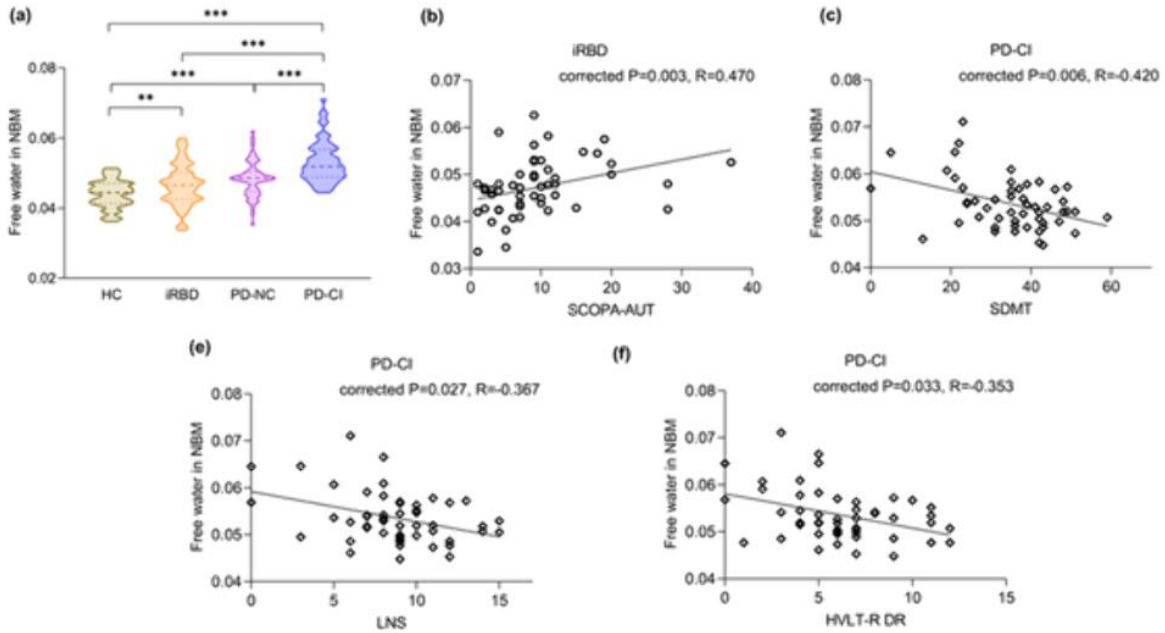 (a)
***
***
*** ***
**
0.08
0.06
0.04
0.02
Free water in NBM
HC iRBD PD-NC PD-CI
(b)
iRBD
corrected P=0.003, R=0.470
0.07
0.06
0.05
0.04
0.03
Free water in NBM
0 10 20 30 40
SCOPA-AUT
(c)
PD-CI
corrected P=0.006, R=-0.420
0.08
0.07
0.06
0.05
0.04
Free water in NBM
0 20 40 60
SDMT
(e)
PD-CI
corrected P=0.027, R=-0.367
0.08
0.07
0.06
0.05
0.04
Free water in NBM
0 5 10 15
LNS
(f)
PD-CI
corrected P=0.033, R=-0.353
0.08
0.07
0.06
0.05
0.04
Free water in NBM
0 5 10 15
HVLT-R DR